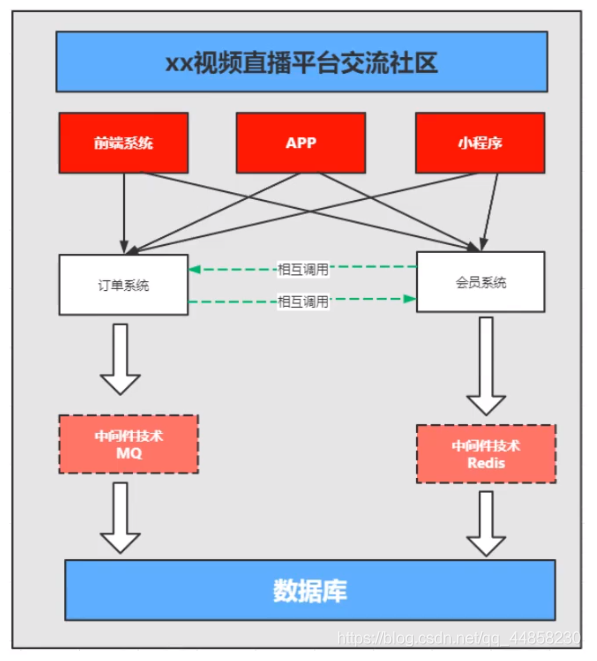 xx视频直播平台交流社区
前端系统
APP
小程序
相互调用
订单系统
会员系统
相互调用
中间件技术
MQ
中间件技术
Redis
数据库
https://blog.csdn.net/qq_44858230